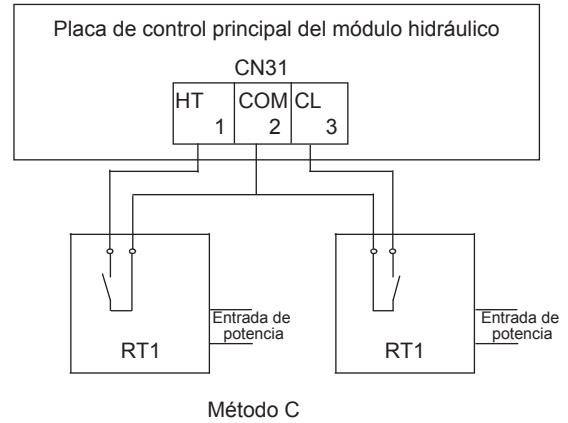 Placa de control principal del módulo hidráulico
CN31
HT COM CL
1 2 3
Entrada de
potencia
RT1
Entrada de
potencia
RT1
Método C